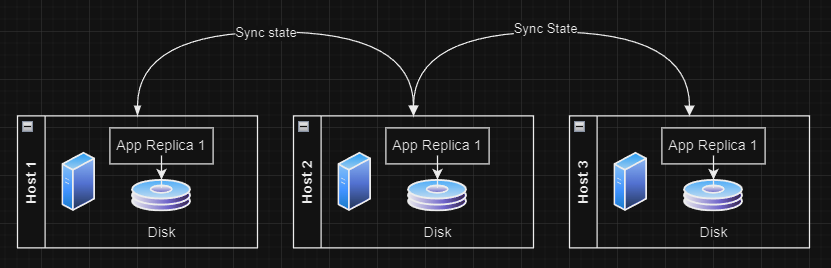 Sync state
Sync State
Host 1
App Replica 1
Disk
Host 2
App Replica 1
Disk
Host 3
App Replica 1
Disk